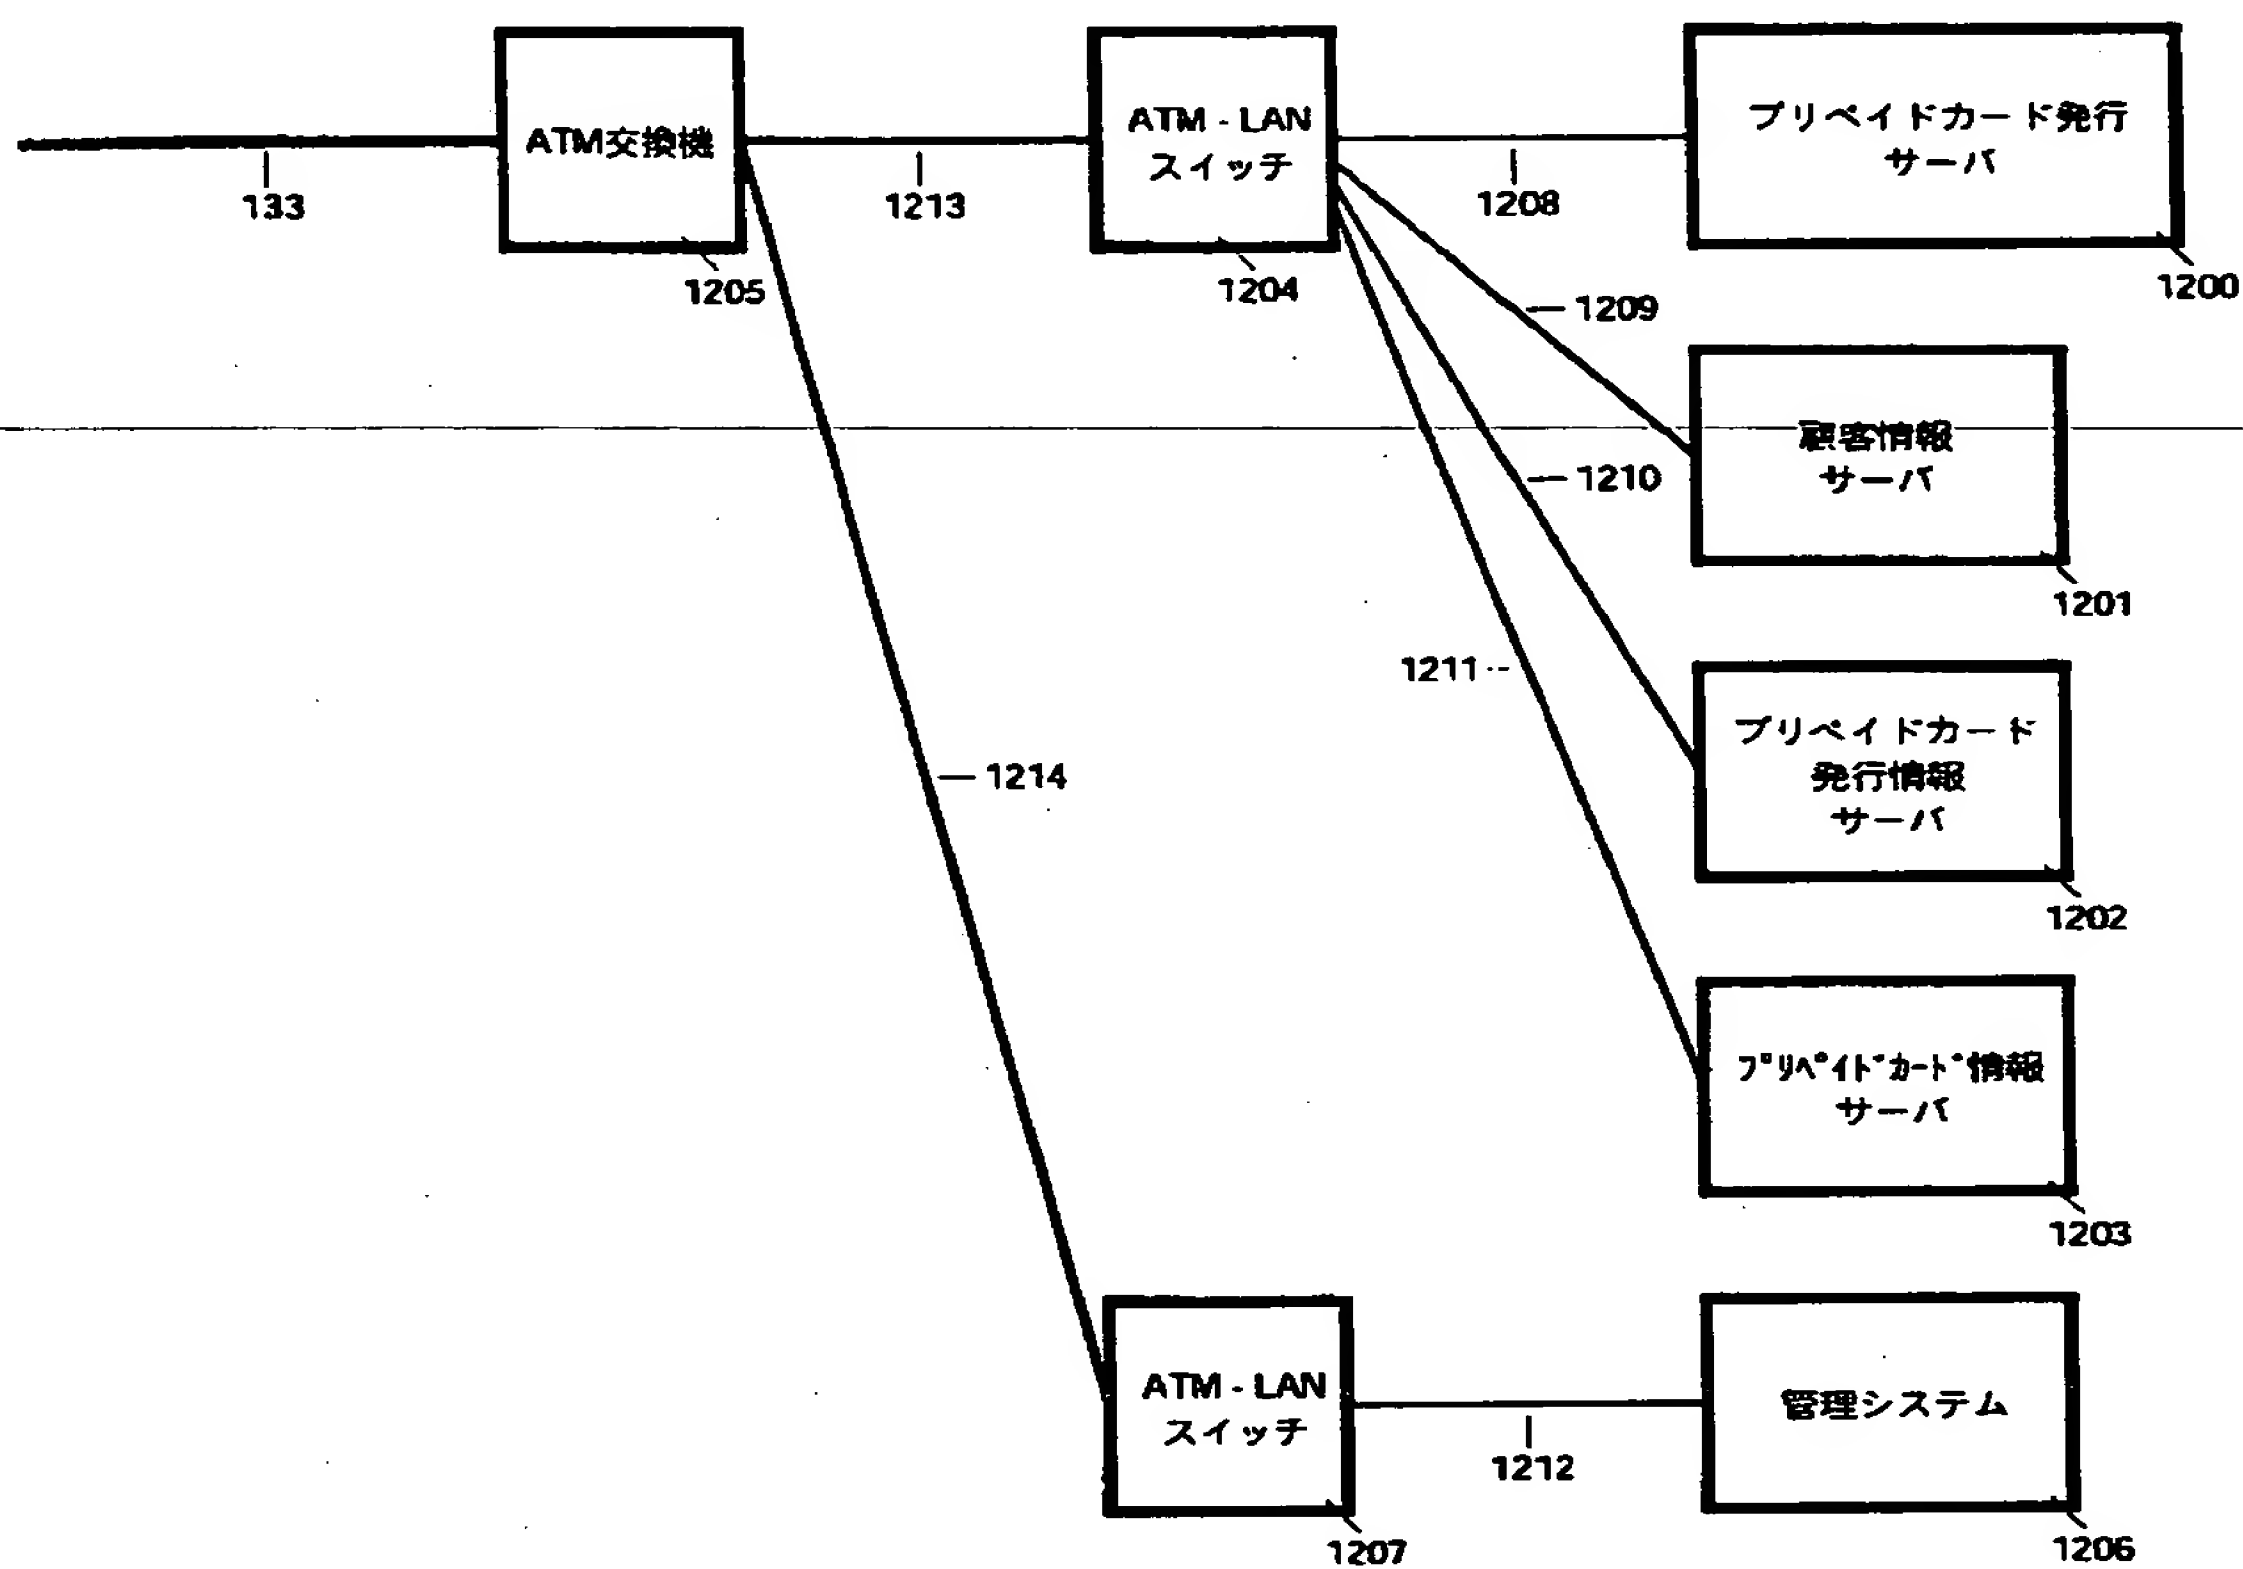 ATM交換機
ATM - LAN
スイッチ
プリペイドカード発行
サーバ
133
1213
1208
1205
1204
1200
1209
顧客情報
サーバ
1210
1201
1211
プリペイドカード
発行情報
サーバ
1214
1202
プリペイドカード情報
サーバ
1203
ATM - LAN
スイッチ
管理システム
1212
1207
1206